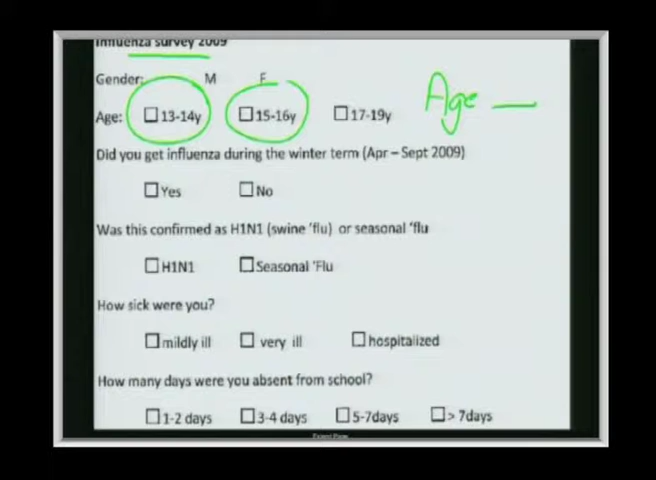 Influenza survey 2009
Gender: M F
Age: ☐ 13-14y ☐ 15-16y ☐ 17-19y Age __
Did you get influenza during the winter term (Apr – Sept 2009)
☐ Yes ☐ No
Was this confirmed as H1N1 (swine 'flu) or seasonal 'flu
☐ H1N1 ☐ Seasonal 'Flu
How sick were you?
☐ mildly ill ☐ very ill ☐ hospitalized
How many days were you absent from school?
☐ 1-2 days ☐ 3-4 days ☐ 5-7days ☐ > 7days